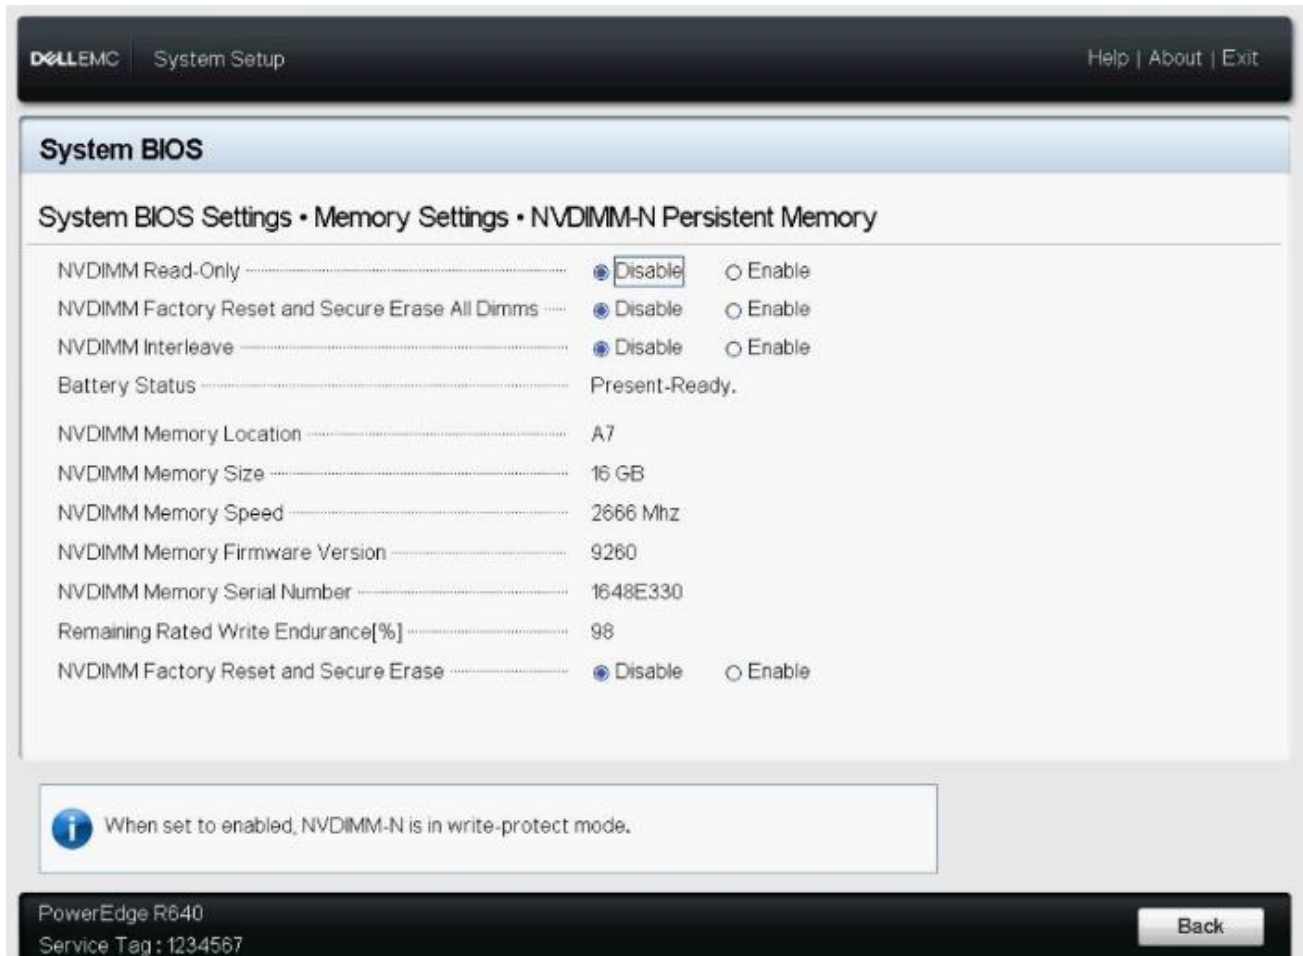 DELLEMC System Setup Help | About | Exit
System BIOS
System BIOS Settings • Memory Settings • NVDIMM-N Persistent Memory
NVDIMM Read-Only Disable Enable
NVDIMM Factory Reset and Secure Erase All Dimms Disable Enable
NVDIMM Interleave Disable Enable
Battery Status Present-Ready.
NVDIMM Memory Location A7
NVDIMM Memory Size 16 GB
NVDIMM Memory Speed 2666 Mhz
NVDIMM Memory Firmware Version 9260
NVDIMM Memory Serial Number 1648E330
Remaining Rated Write Endurance[%] 98
NVDIMM Factory Reset and Secure Erase Disable Enable
When set to enabled, NVDIMM-N is in write-protect mode.
PowerEdge R640
Service Tag : 1234567
Back